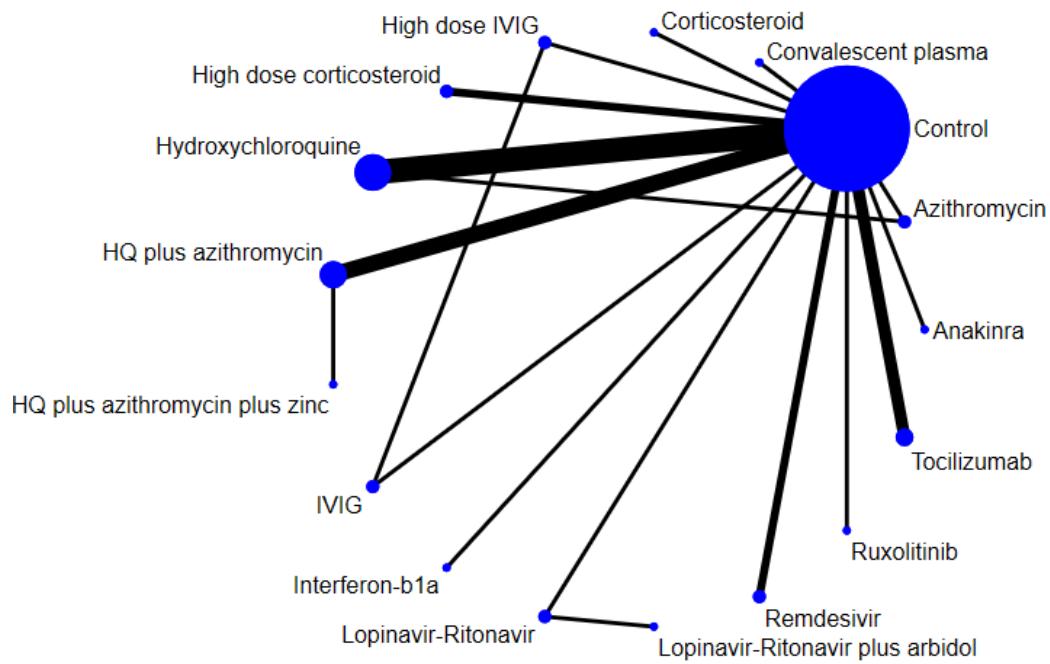 Corticosteroid
High dose IVIG
Convalescent plasma
High dose corticosteroid
Control
Hydroxychloroquine
Azithromycin
HQ plus azithromycin
Anakinra
HQ plus azithromycin plus zinc
Tocilizumab
IVIG
Ruxolitinib
Interferon-b1a
Remdesivir
Lopinavir-Ritonavir
Lopinavir-Ritonavir plus arbidol